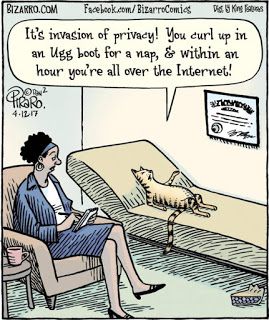 BIZARRO.COM Facebook.com/BizarroComics Dist. by King Features
It's invasion of privacy! You curl up in
an Ugg boot for a nap, & within an
hour you're all over the Internet!
PiRARO.
4-12-17